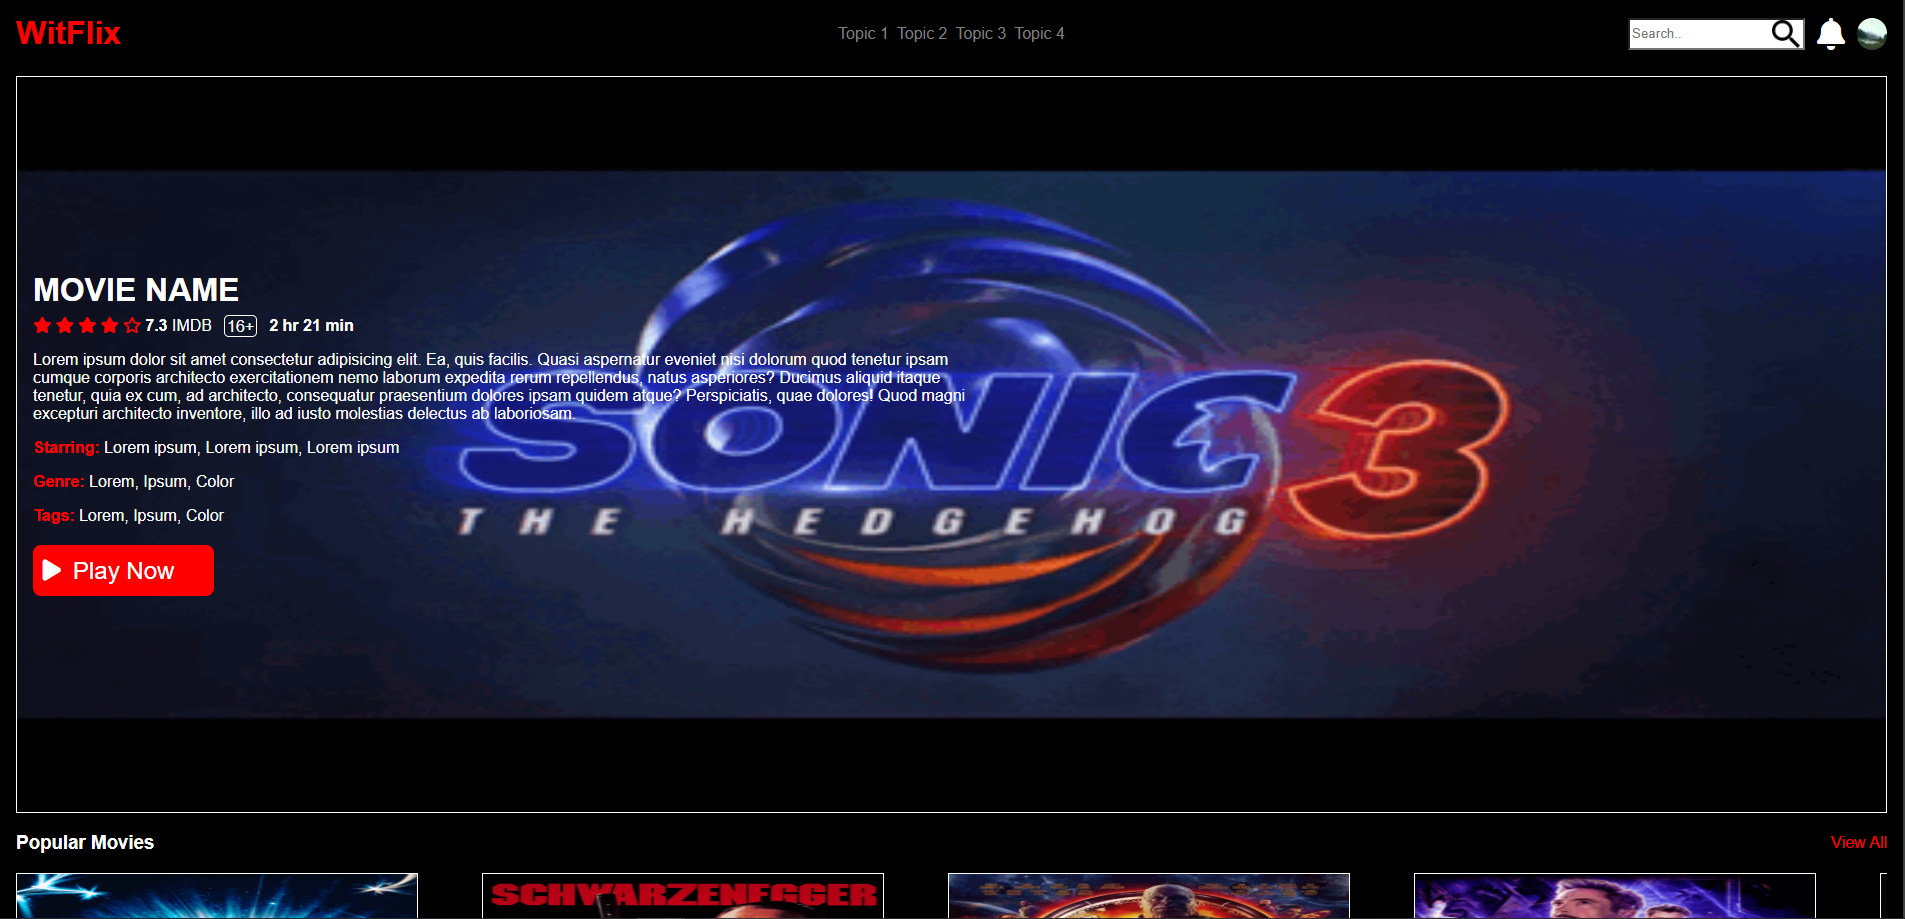 WitFlix
Topic 1 Topic 2 Topic 3 Topic 4
Search..
MOVIE NAME
7.3 IMDB 16+ 2 hr 21 min
Lorem ipsum dolor sit amet consectetur adipisicing elit. Ea, quis facilis. Quasi aspernatur eveniet nisi dolorum quod tenetur ipsam
cumque corporis architecto exercitationem nemo laborum expedita rerum repellendus, natus asperiores? Ducimus aliquid itaque
tenetur, quia ex cum, ad architecto, consequatur praesentium dolores ipsam quidem atque? Perspiciatis, quae dolores! Quod magni
excepturi architecto inventore, illo ad iusto molestias delectus ab laboriosam.
Starring: Lorem ipsum, Lorem ipsum, Lorem ipsum
Genre: Lorem, Ipsum, Color
Tags: Lorem, Ipsum, Color
Play Now
SONIC 3
THE HEDGEHOG
Popular Movies
View All
SCHWARZENEGGER